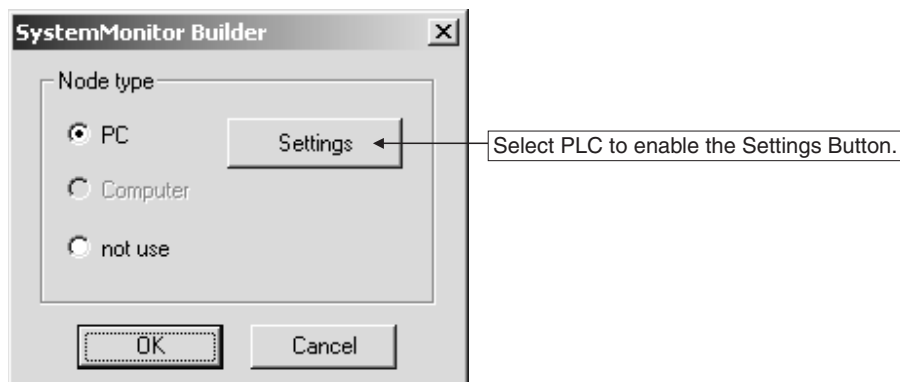 SystemMonitor Builder
Node type
PC
Settings
Select PLC to enable the Settings Button.
Computer
not use
OK
Cancel